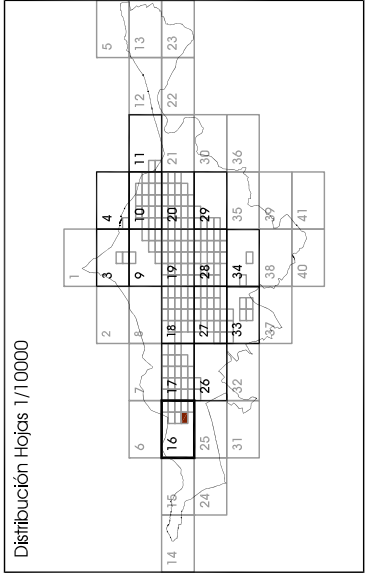 Distribución Hojas 1/10000
1
2 3 4 5
6 7 8 9 10 11 12 13
14 15 16 17 18 19 20 21 22 23
24 25 26 27 28 29 30
31 32 33 34 35 36
37 38 39
40 41